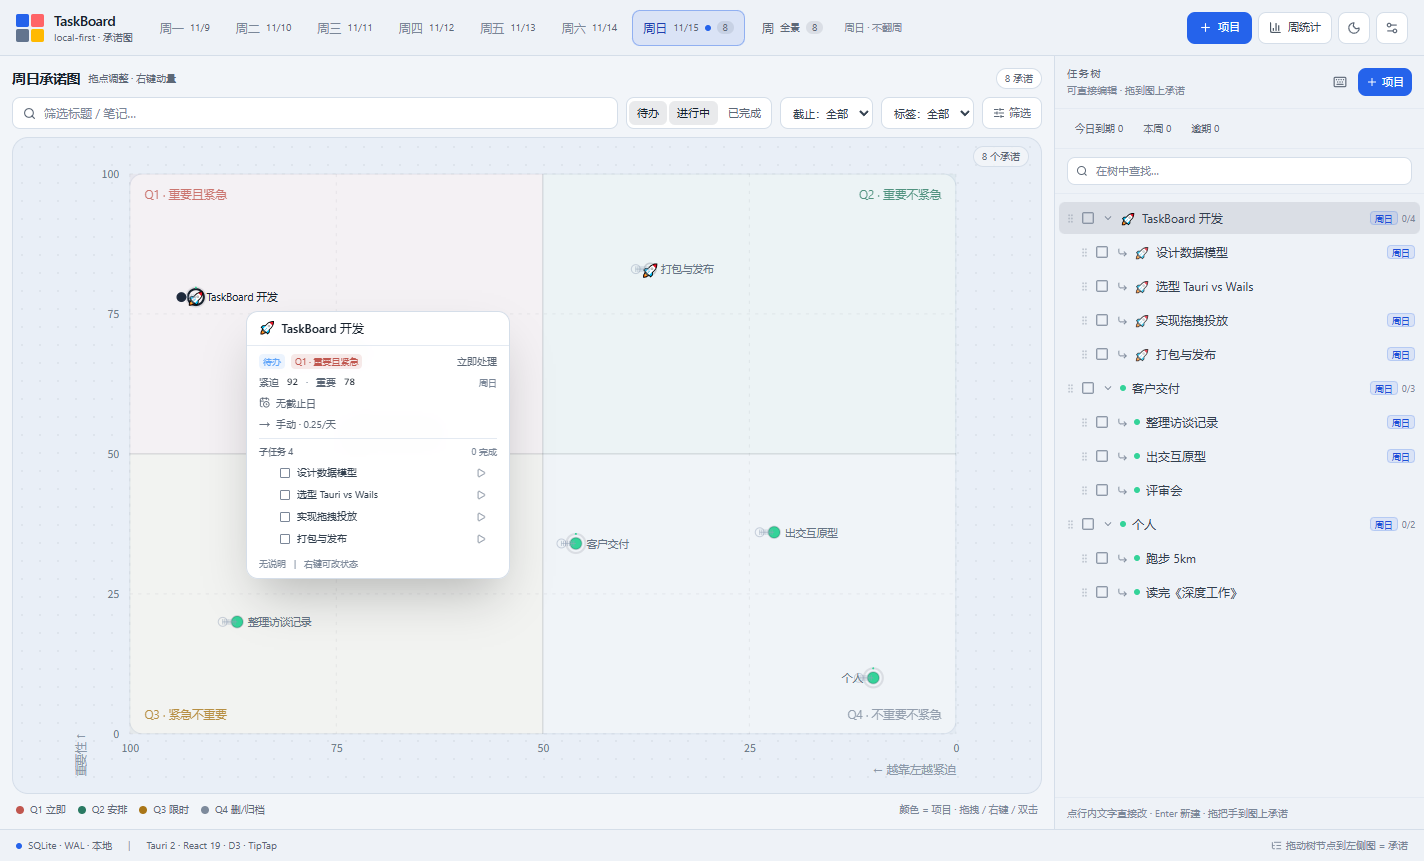 TaskBoard
local-first · 承诺图
周一 11/9
周二 11/10
周三 11/11
周四 11/12
周五 11/13
周六 11/14
周日 11/15 8
周 全景 8
周日 · 不翻周
+ 项目
周统计
周日承诺图 拖点调整 · 右键动量
8 承诺
筛选标题 / 笔记...
待办 进行中 已完成
截止：全部
标签：全部
筛选
8 个承诺
Q1 · 重要且紧急
Q2 · 重要不紧急
Q3 · 紧急不重要
Q4 · 不重要不紧急
100
75
50
25
0
100 75 50 25 0
重要性 →
← 越靠左越紧迫
打包与发布
TaskBoard 开发
TaskBoard 开发
待办 Q1 · 重要且紧急 立即处理
紧迫 92 · 重要 78 周日
无截止日
→ 手动 · 0.25/天
子任务 4 0 完成
设计数据模型
选型 Tauri vs Wails
实现拖拽投放
打包与发布
无说明 | 右键可改状态
出交互原型
客户交付
整理访谈记录
个人
Q1 立即 Q2 安排 Q3 限时 Q4 删/归档
颜色 = 项目 · 拖拽 / 右键 / 双击
任务树
可直接编辑 · 拖到图上承诺
+ 项目
今日到期 0 本周 0 逾期 0
在树中查找...
TaskBoard 开发 周日 0/4
设计数据模型 周日
选型 Tauri vs Wails
实现拖拽投放 周日
打包与发布 周日
客户交付 周日 0/3
整理访谈记录 周日
出交互原型 周日
评审会
个人 周日 0/2
跑步 5km
读完《深度工作》
点行内文字直接改 · Enter 新建 · 拖把手到图上承诺
SQLite · WAL · 本地 | Tauri 2 · React 19 · D3 · TipTap
拖动树节点到左侧图 = 承诺